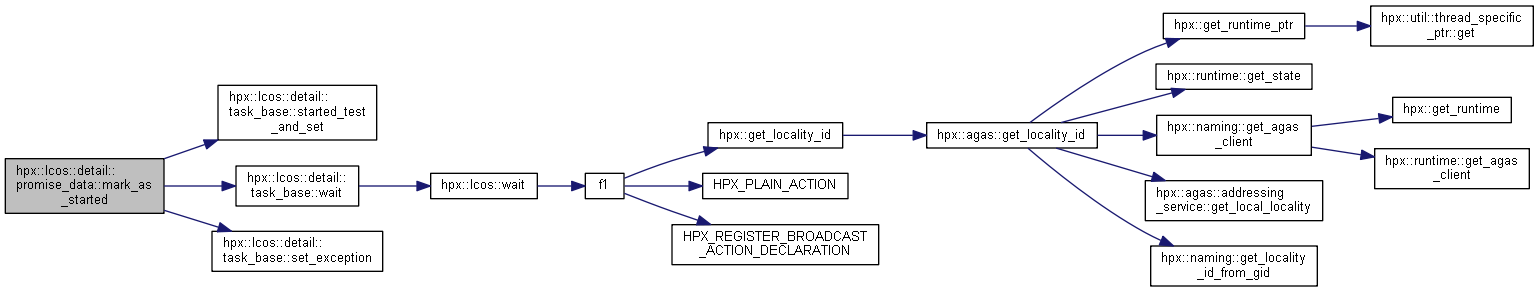 hpx::lcos::detail::
promise_data::mark_as
_started
hpx::lcos::detail::
task_base::started_test
_and_set
hpx::lcos::detail::
task_base::wait
hpx::lcos::detail::
task_base::set_exception
hpx::lcos::wait
f1
hpx::get_locality_id
HPX_PLAIN_ACTION
HPX_REGISTER_BROADCAST
_ACTION_DECLARATION
hpx::agas::get_locality_id
hpx::get_runtime_ptr
hpx::runtime::get_state
hpx::naming::get_agas
_client
hpx::agas::addressing
_service::get_local_locality
hpx::naming::get_locality
_id_from_gid
hpx::util::thread_specific
_ptr::get
hpx::get_runtime
hpx::runtime::get_agas
_client